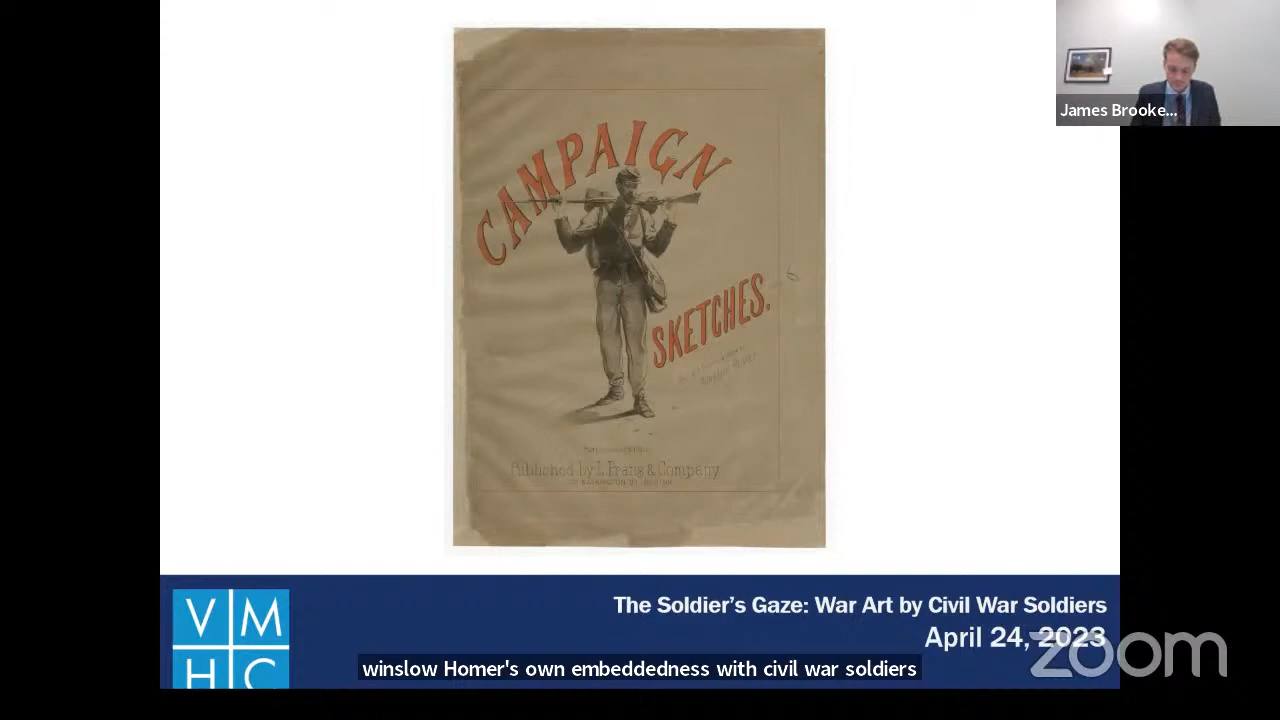 CAMPAIGN
SKETCHES.
Published by L. Prang & Company
James Brooke...
The Soldier's Gaze: War Art by Civil War Soldiers
April 24, 2023
VM
HC
zoom
winslow Homer's own embeddedness with civil war soldiers